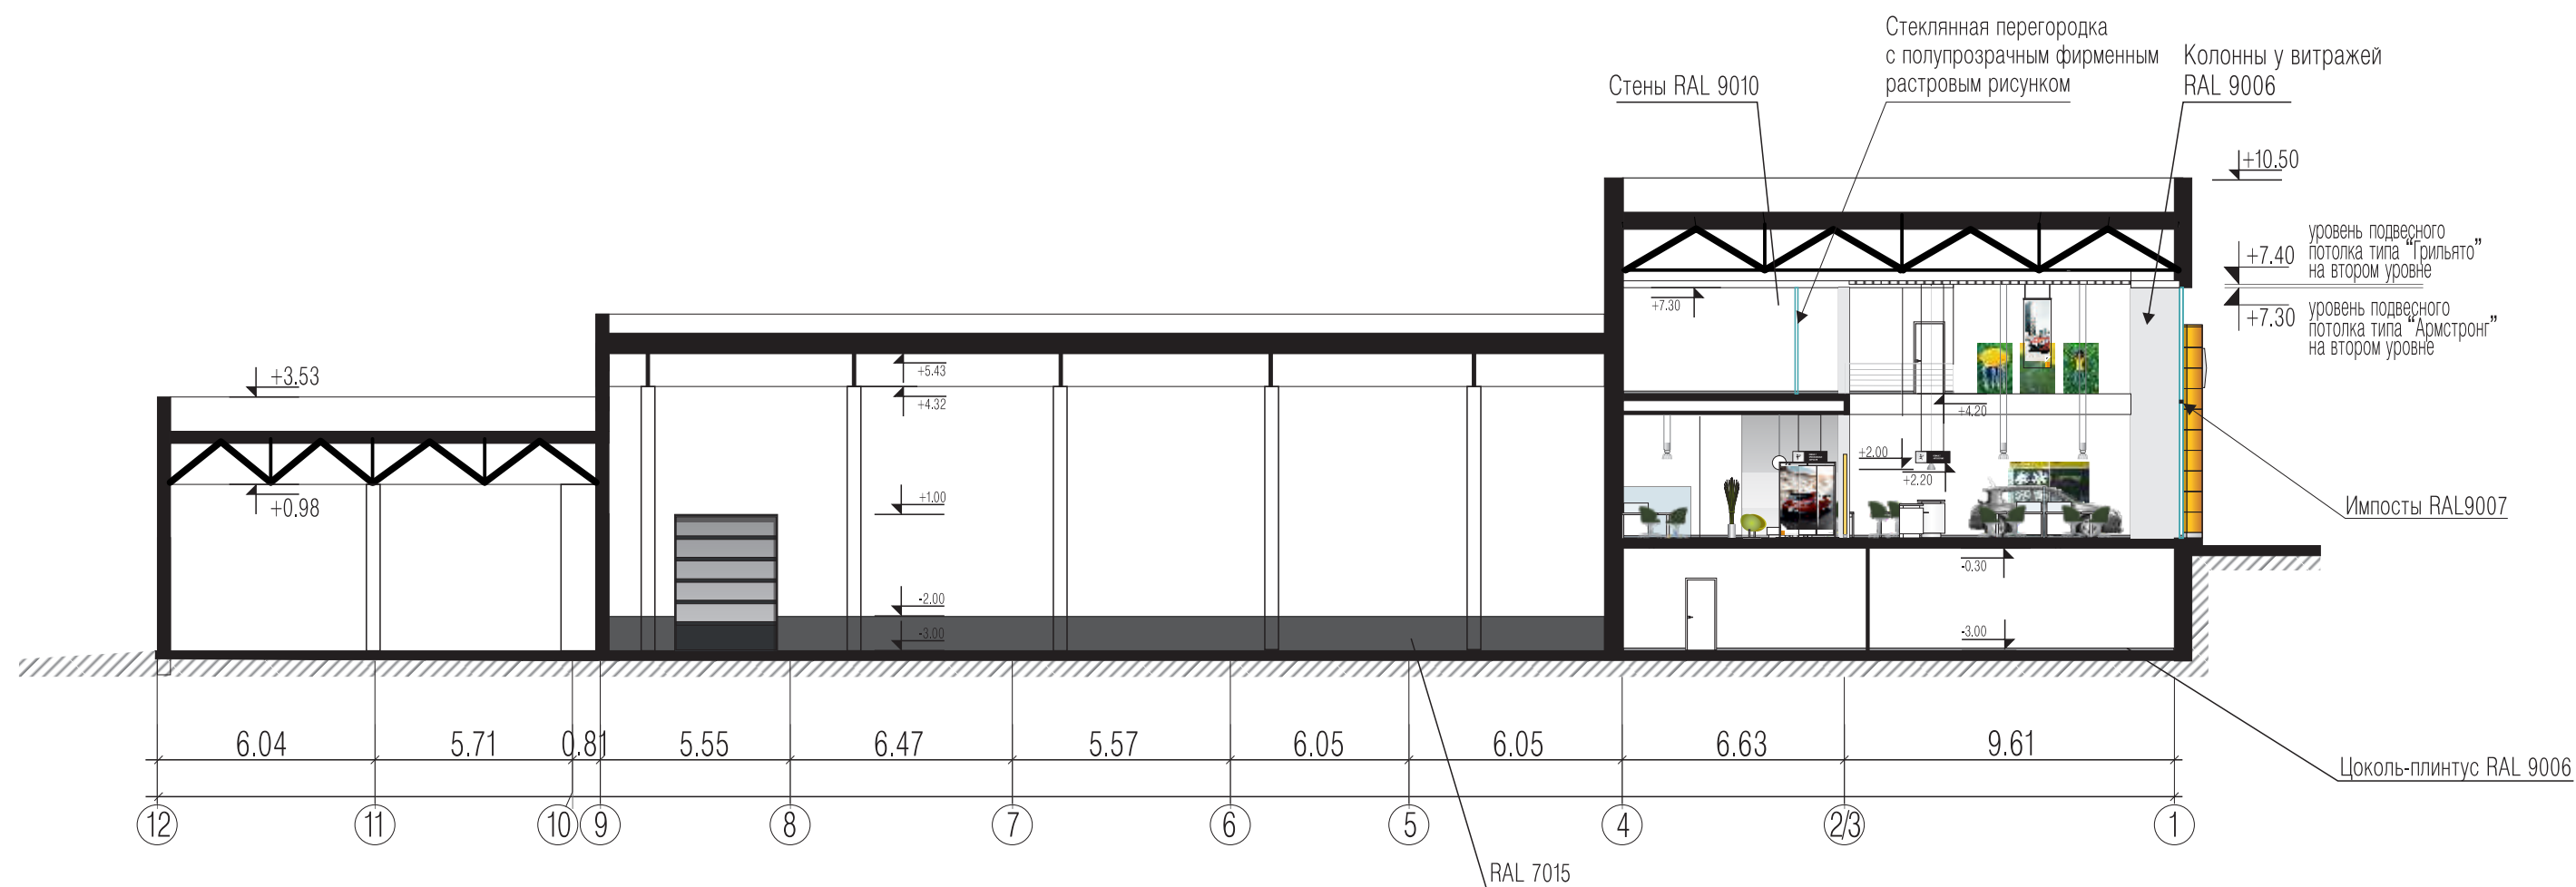 Стеклянная перегородка
с полупрозрачным фирменным
растровым рисунком
Колонны у витражей
RAL 9006
Стены RAL 9010
+10.50
уровень подвесного
потолка типа “Грильято”
на втором уровне
+7.40
+7.30
уровень подвесного
потолка типа “Армстронг”
на втором уровне
+7.30
+3.53
+5.43
+4.32
+4.20
+2.00
+2.20
+0.98
+1.00
Импосты RAL9007
-0.30
-2.00
-3.00
-3.00
6.04 5.71 0.81 5.55 6.47 5.57 6.05 6.05 6.63 9.61
Цоколь-плинтус RAL 9006
12 11 10 9 8 7 6 5 4 2/3 1
RAL 7015